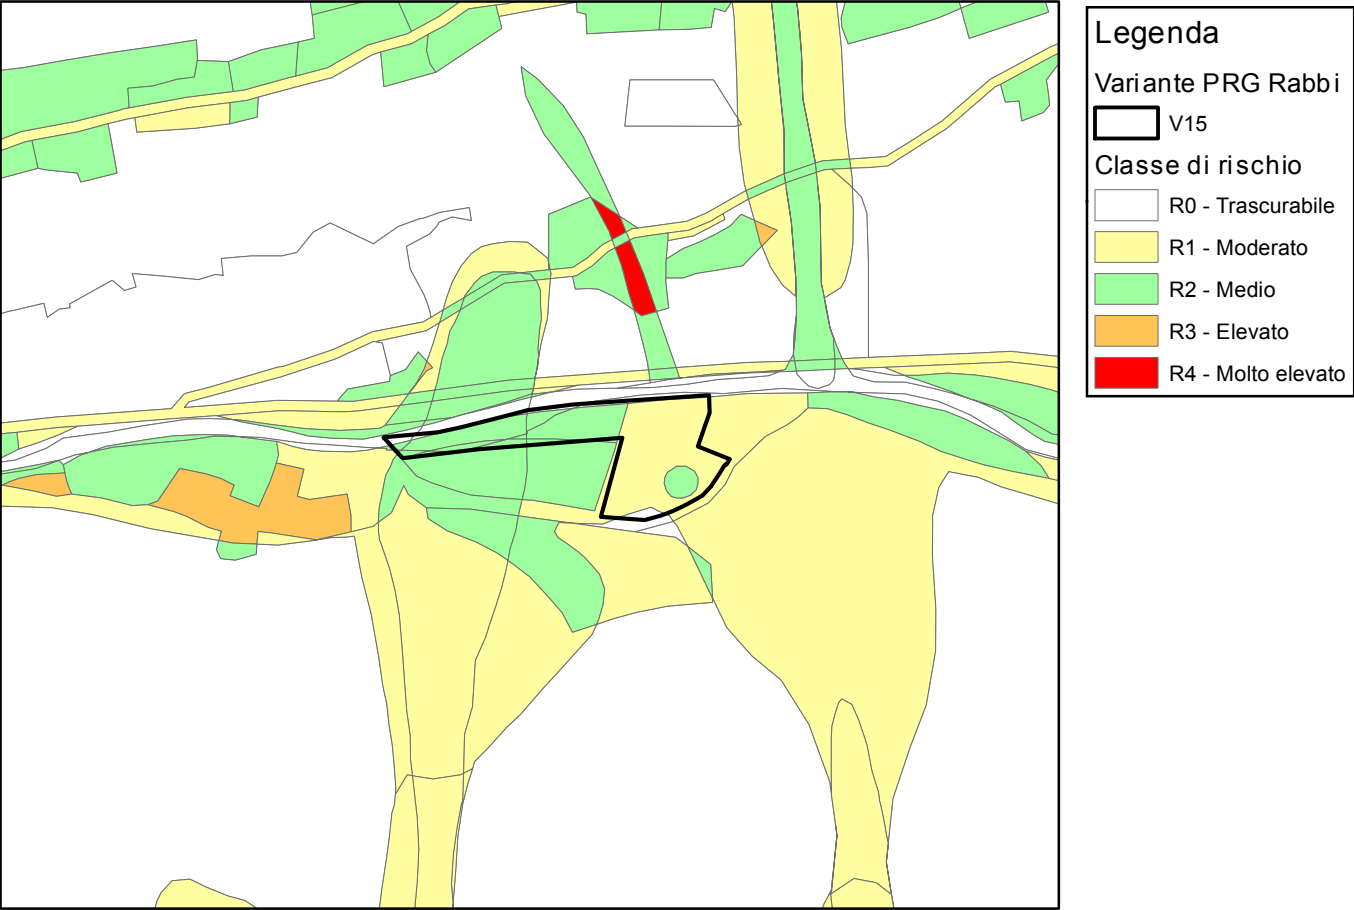 Legenda
Variante PRG Rabbi
V15
Classe di rischio
R0 - Trascurabile
R1 - Moderato
R2 - Medio
R3 - Elevato
R4 - Molto elevato